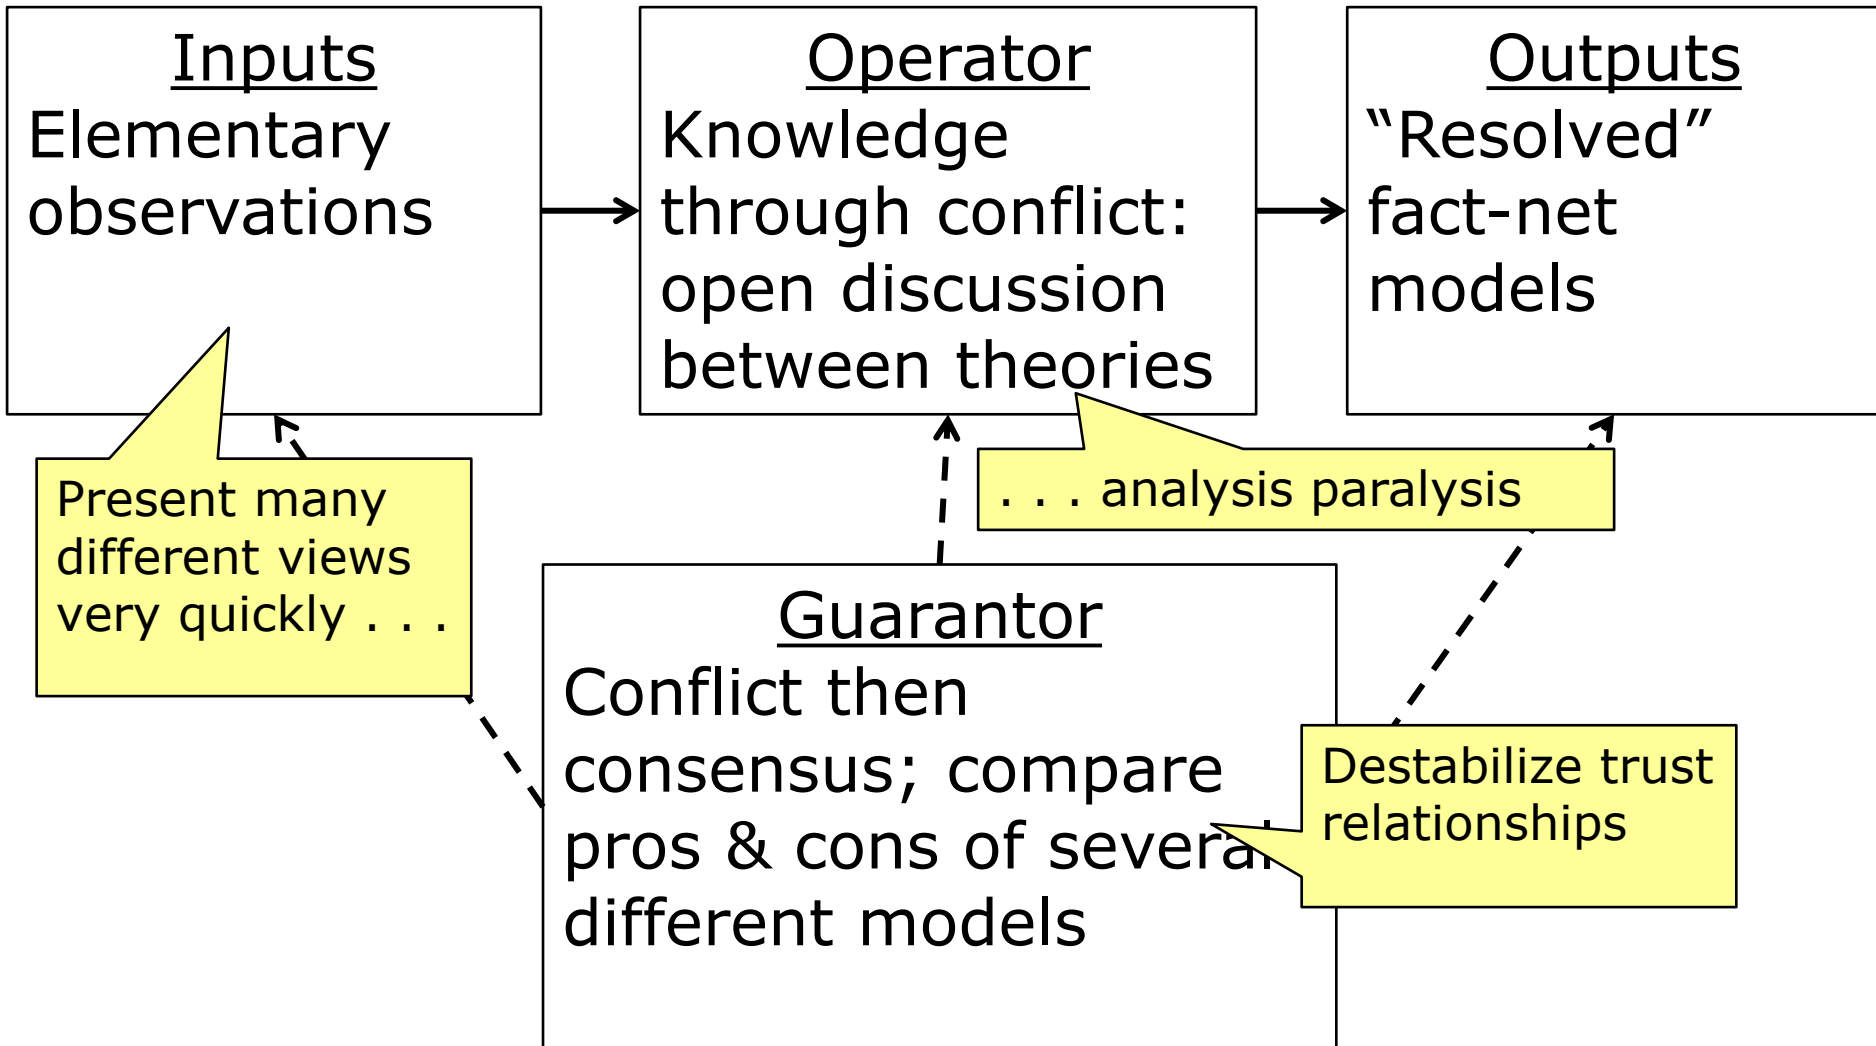 Inputs
Elementary
observations
Operator
Knowledge
through conflict:
open discussion
between theories
Outputs
“Resolved”
fact-net
models
Present many
different views
very quickly . . .
. . . analysis paralysis
Guarantor
Conflict then
consensus; compare
pros & cons of several
different models
Destabilize trust
relationships